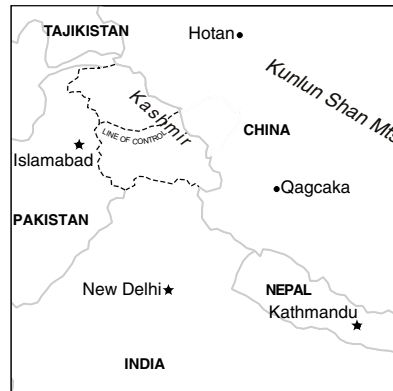 TAJIKISTAN
Hotan
Kunlun Shan Mts
Kashmir
LINE OF CONTROL
CHINA
Islamabad
Qagcaka
PAKISTAN
New Delhi
NEPAL
Kathmandu
INDIA